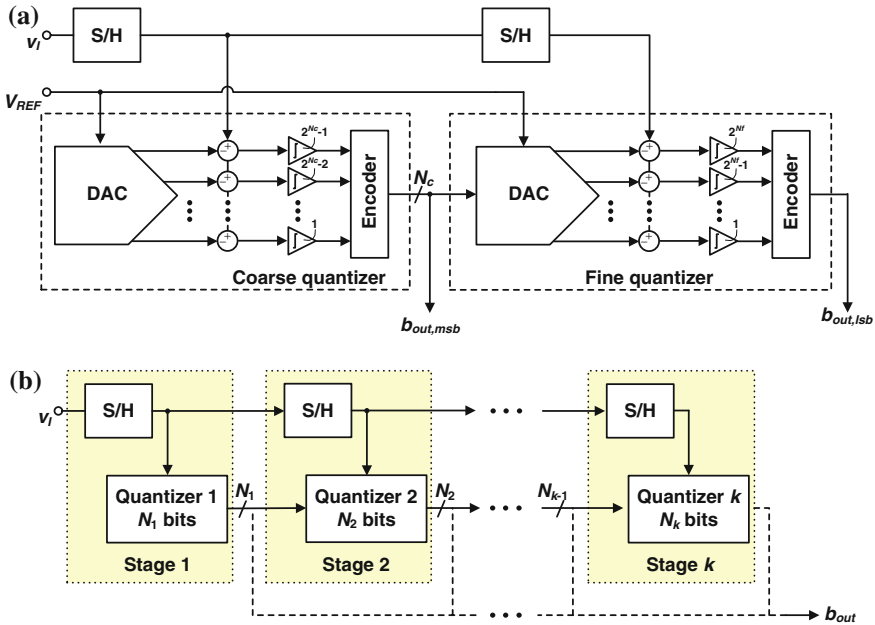 (a)
v_I
S/H
S/H
V_REF
DAC
2^Nc-1
2^Nc-2
1
Encoder
N_c
Coarse quantizer
b_out,msb
DAC
2^Nf
2^Nf-1
1
Encoder
Fine quantizer
b_out,lsb
(b)
v_I
S/H
Quantizer 1
N_1 bits
Stage 1
N_1
S/H
Quantizer 2
N_2 bits
Stage 2
N_2
N_k-1
S/H
Quantizer k
N_k bits
Stage k
b_out